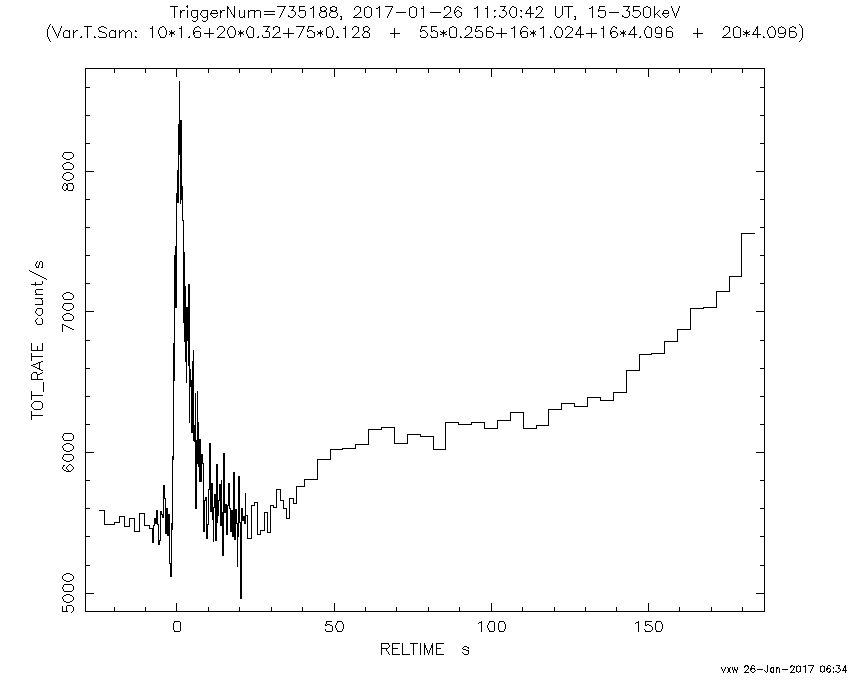 TriggerNum=735188, 2017-01-26 11:30:42 UT, 15-350keV
(Var.T.Sam: 10*1.6+20*0.32+75*0.128 + 55*0.256+16*1.024+16*4.096 + 20*4.096)
TOT_RATE count/s
8000
7000
6000
5000
0 50 100 150
RELTIME s
vxw 26-Jan-2017 06:34